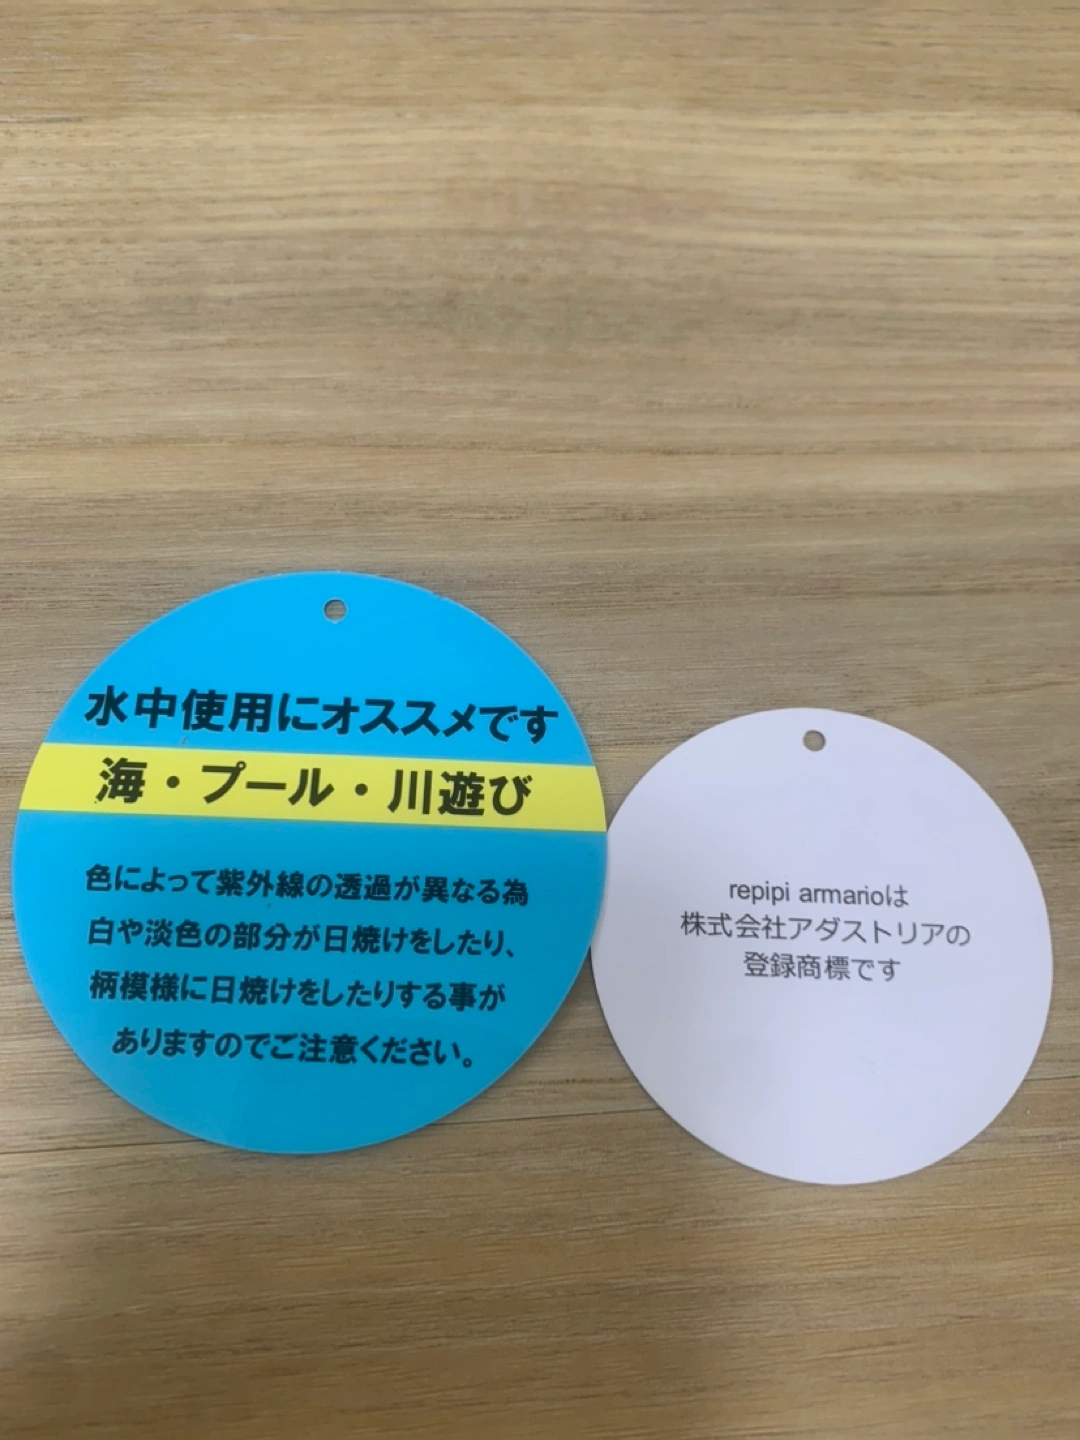 水中使用にオススメです
海・プール・川遊び
色によって紫外線の透過が異なる為
白や淡色の部分が日焼けをしたり、
柄模様に日焼けをしたりする事が
ありますのでご注意ください。
repipi armarioは
株式会社アダストリアの
登録商標です